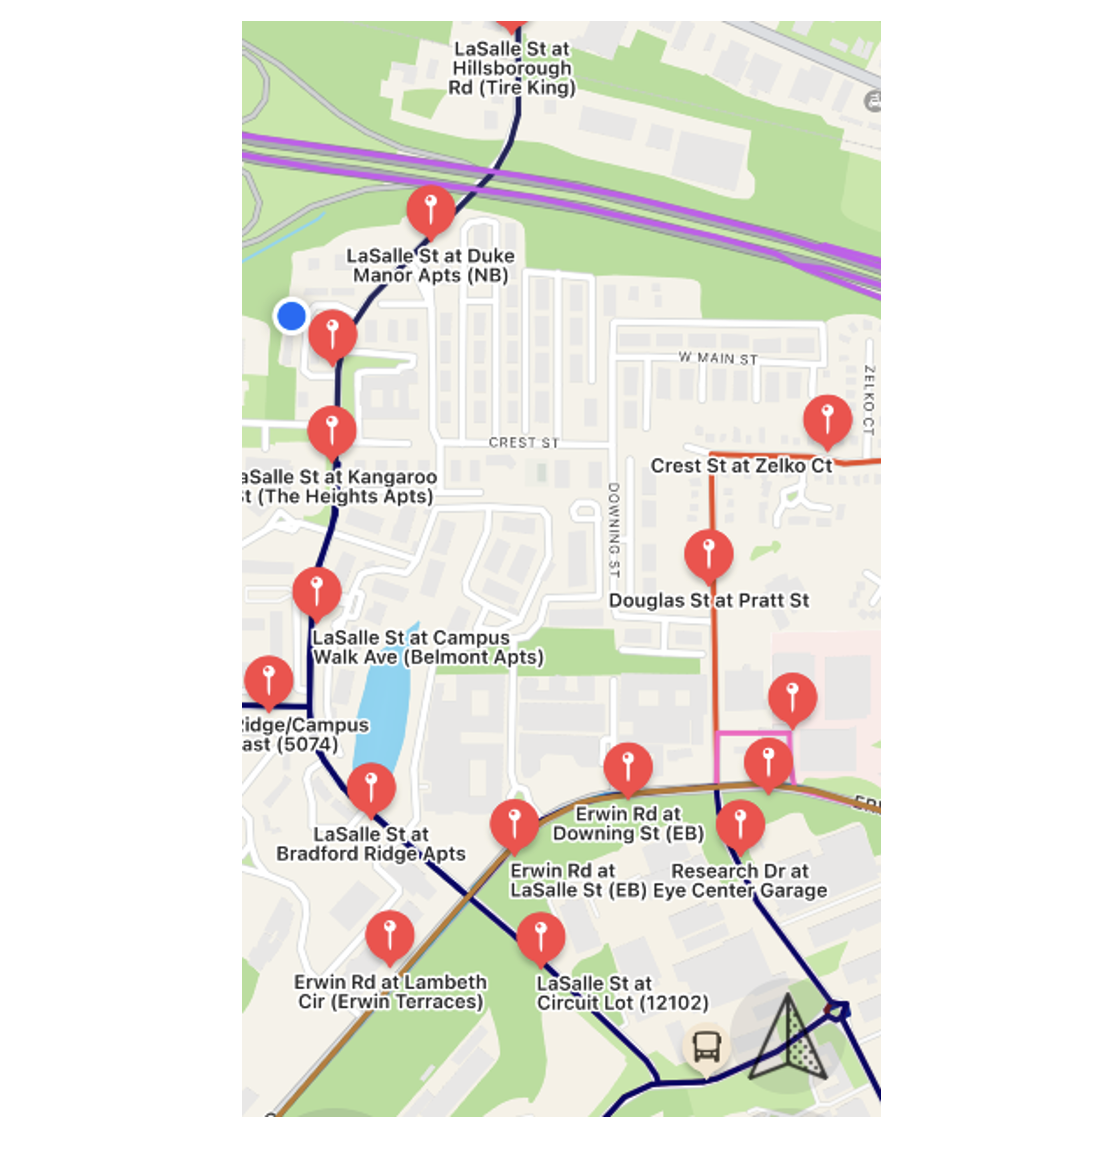 LaSalle St at
Hillsborough
Rd (Tire King)
LaSalle St at Duke
Manor Apts (NB)
W MAIN ST
ZELKO CT
CREST ST
Crest St at Zelko Ct
aSalle St at Kangaroo
St (The Heights Apts)
DOWNING ST
Douglas St at Pratt St
LaSalle St at Campus
Walk Ave (Belmont Apts)
Ridge/Campus
ast (5074)
Erwin Rd at
Downing St (EB)
LaSalle St at
Bradford Ridge Apts
Erwin Rd at
LaSalle St (EB)
Research Dr at
Eye Center Garage
Erwin Rd at Lambeth
Cir (Erwin Terraces)
LaSalle St at
Circuit Lot (12102)